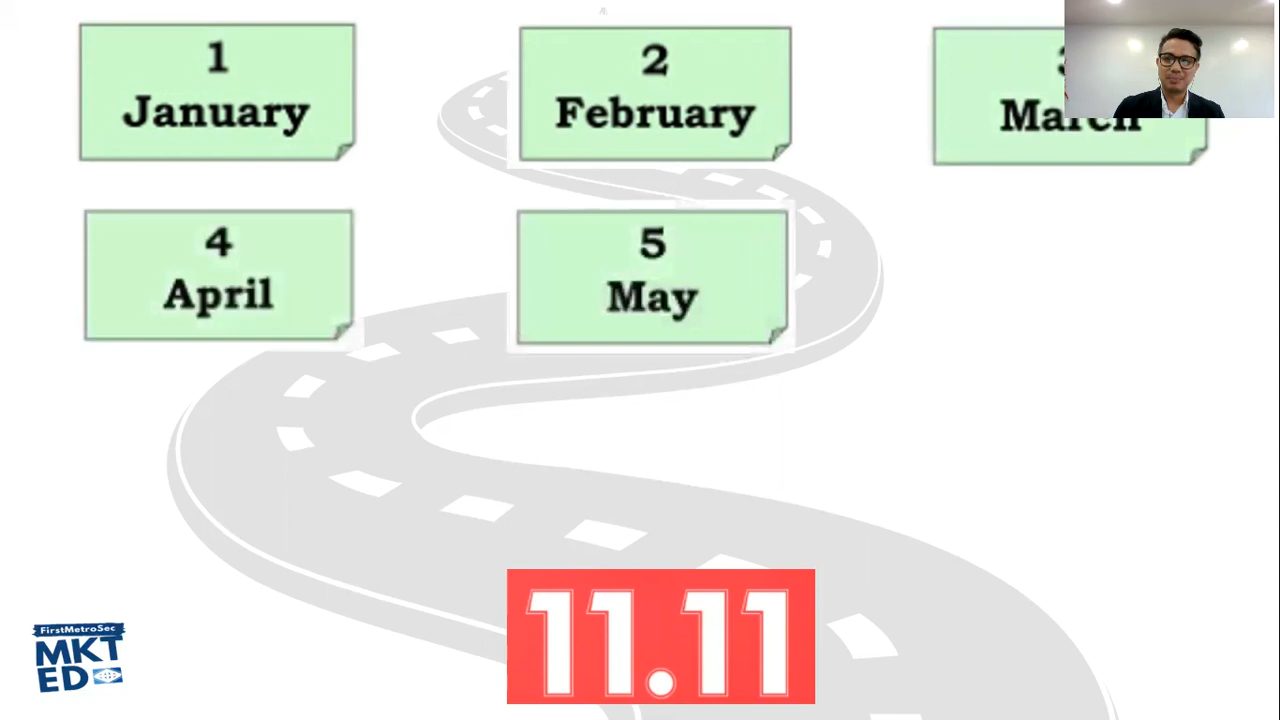 1
January
2
February
March
4
April
5
May
11.11
FirstMetroSec
MKT
ED